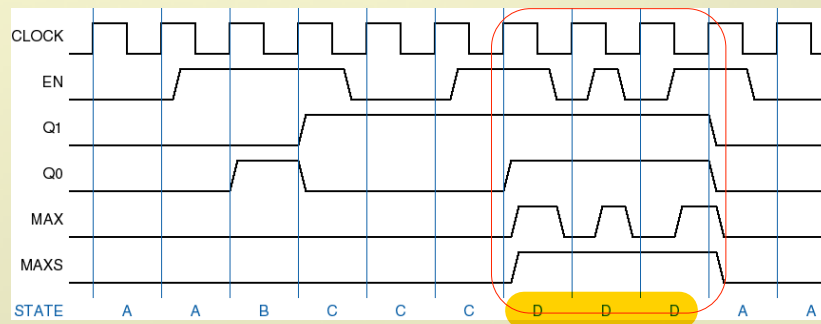 CLOCK
EN
Q1
Q0
MAX
MAXS
STATE A A B C C C D D D A A